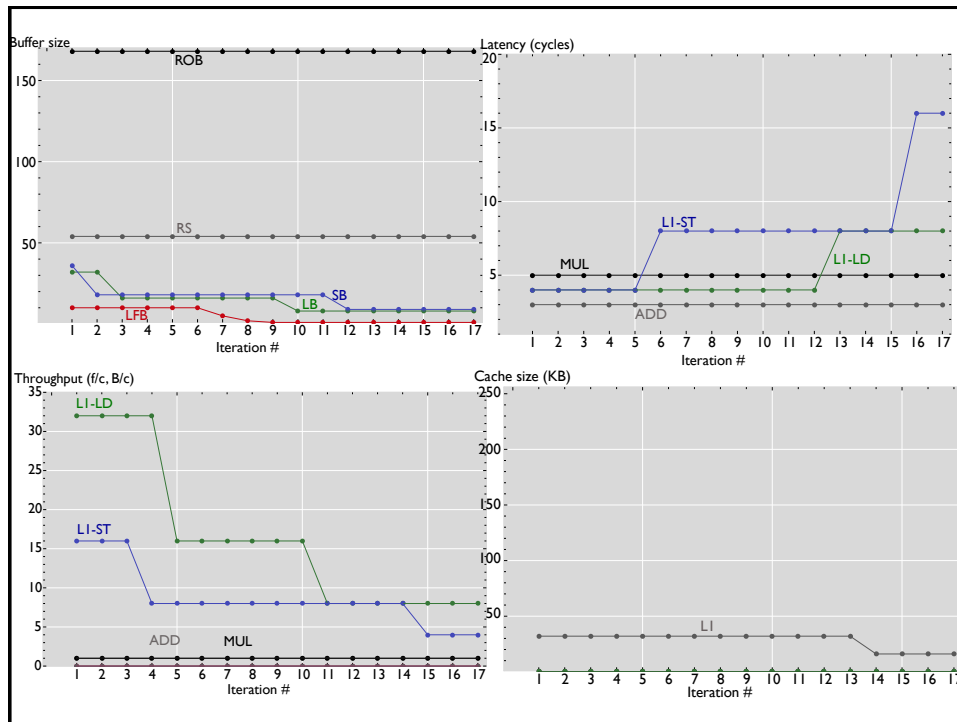 Buffer size
ROB
150
100
RS
50
SB
LB
LFB
1 2 3 4 5 6 7 8 9 10 11 12 13 14 15 16 17
Iteration #
Latency (cycles)
20
15
10
L1-ST
L1-LD
MUL
5
ADD
1 2 3 4 5 6 7 8 9 10 11 12 13 14 15 16 17
Iteration #
Throughput (f/c, B/c)
35
L1-LD
30
25
20
L1-ST
15
10
5
ADD MUL
0
1 2 3 4 5 6 7 8 9 10 11 12 13 14 15 16 17
Iteration #
Cache size (KB)
250
200
150
100
50
L1
1 2 3 4 5 6 7 8 9 10 11 12 13 14 15 16 17
Iteration #